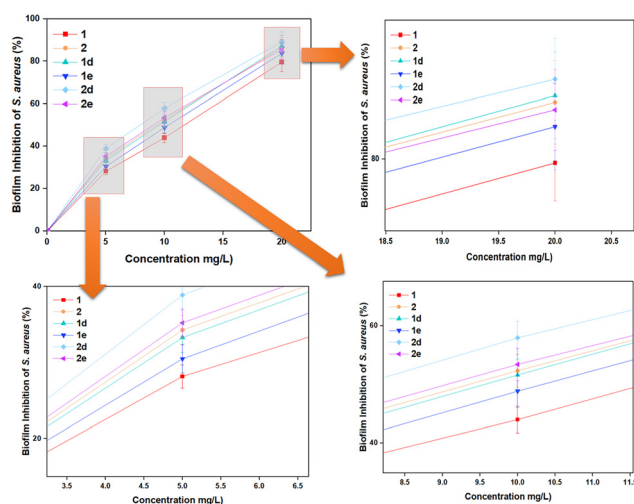 Biofilm Inhibition of S. aureus (%)
100
80
60
40
20
0
1
2
1d
1e
2d
2e
0
5
10
15
20
Concentration mg/L)
Biofilm Inhibition of S. aureus (%)
80
1
2
1d
1e
2d
2e
18.5
19.0
19.5
20.0
20.5
Concentration mg/L)
Biofilm Inhibition of S. aureus (%)
40
20
1
2
1d
1e
2d
2e
3.5
4.0
4.5
5.0
5.5
6.0
6.5
Concentration mg/L)
Biofilm Inhibition of S. aureus (%)
60
40
1
2
1d
1e
2d
2e
8.5
9.0
9.5
10.0
10.5
11.0
11.5
Concentration mg/L)